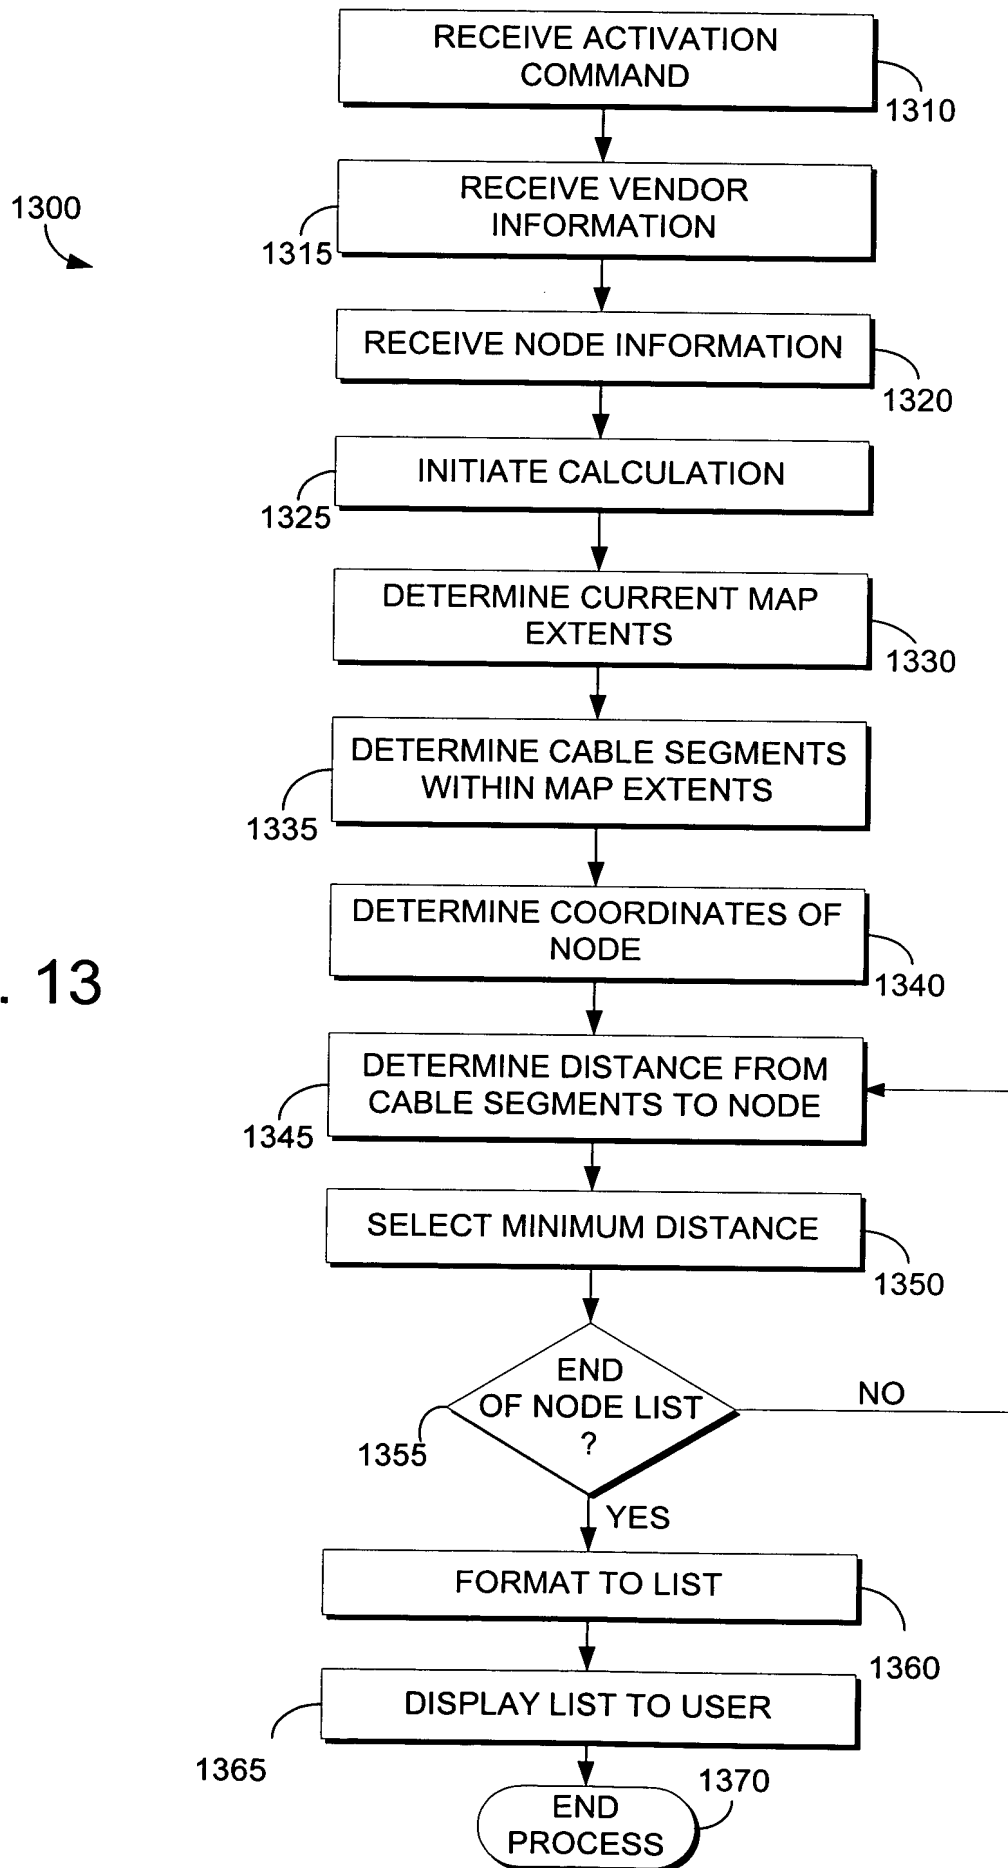 RECEIVE ACTIVATION
COMMAND
1310
1300
RECEIVE VENDOR
INFORMATION
1315
RECEIVE NODE INFORMATION
1320
INITIATE CALCULATION
1325
DETERMINE CURRENT MAP
EXTENTS
1330
DETERMINE CABLE SEGMENTS
WITHIN MAP EXTENTS
1335
DETERMINE COORDINATES OF
NODE
1340
. 13
DETERMINE DISTANCE FROM
CABLE SEGMENTS TO NODE
1345
SELECT MINIMUM DISTANCE
1350
END
OF NODE LIST
?
NO
1355
YES
FORMAT TO LIST
1360
DISPLAY LIST TO USER
1365
1370
END
PROCESS